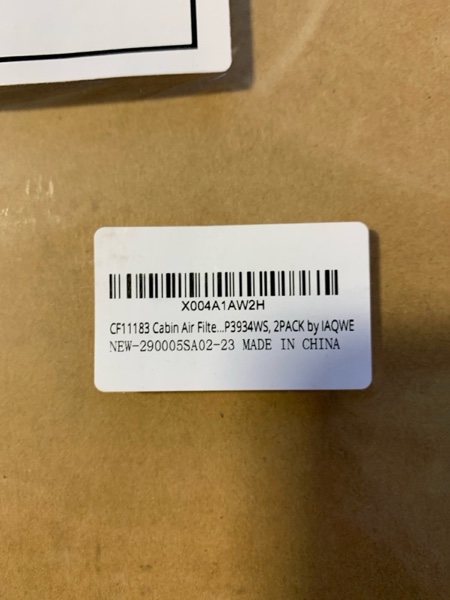 X004A1AW2H
CF11183 Cabin Air Filte...P3934WS, 2PACK by IAQWE
NEW-290005SA02-23 MADE IN CHINA